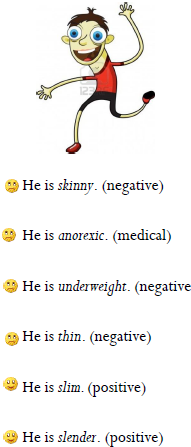 He is skinny. (negative)
He is anorexic. (medical)
He is underweight. (negative
He is thin. (negative)
He is slim. (positive)
He is slender. (positive)